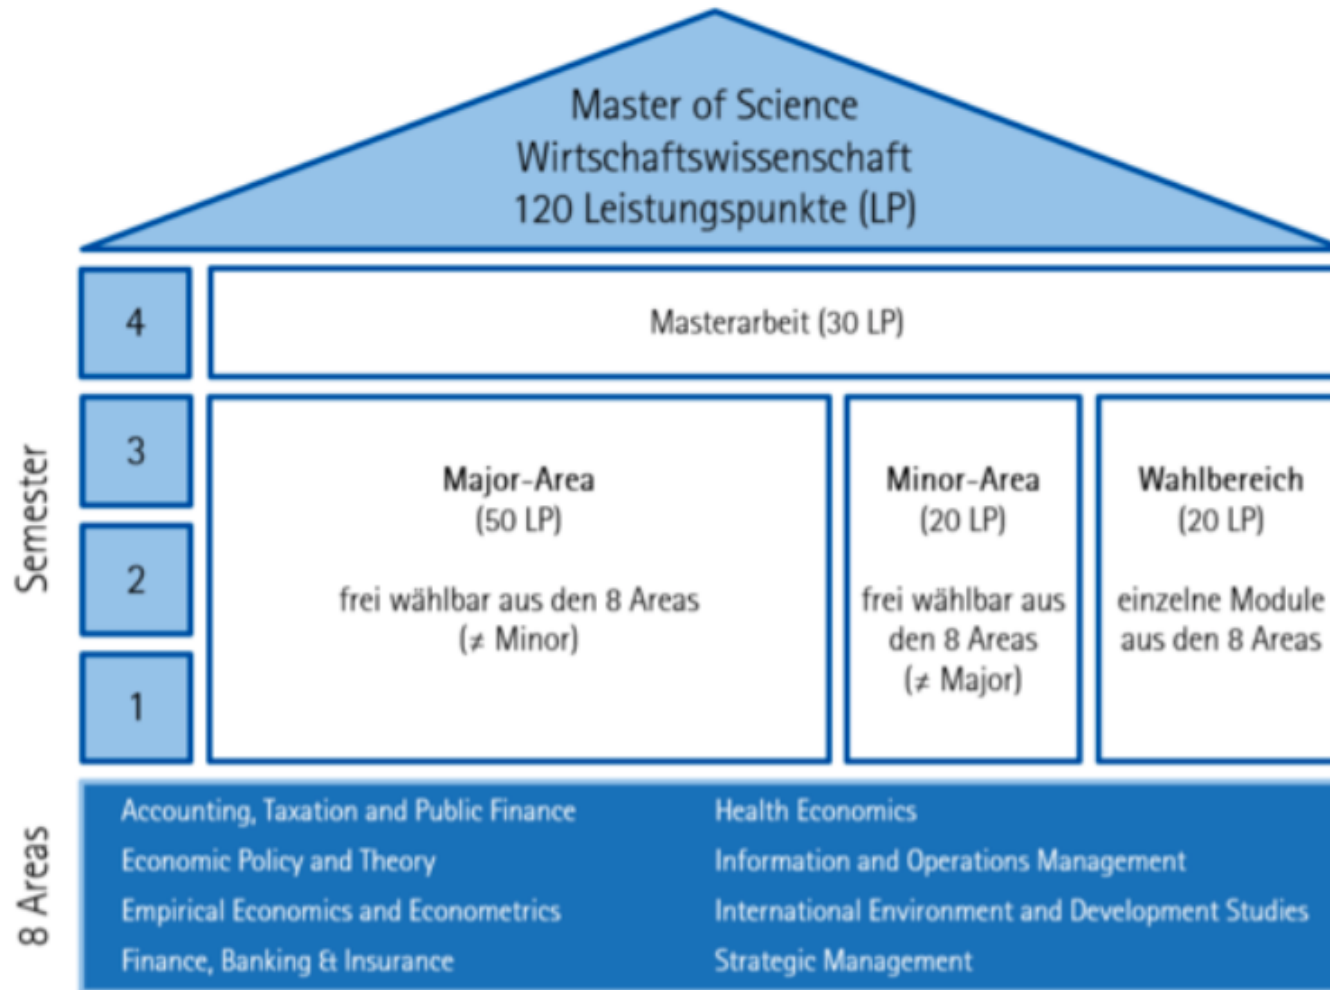 Master of Science
Wirtschaftswissenschaft
120 Leistungspunkte (LP)
4
Masterarbeit (30 LP)
Semester
3
2
1
Major-Area
(50 LP)
frei wählbar aus den 8 Areas
(≠ Minor)
Minor-Area
(20 LP)
frei wählbar aus
den 8 Areas
(≠ Major)
Wahlbereich
(20 LP)
einzelne Module
aus den 8 Areas
8 Areas
Accounting, Taxation and Public Finance
Economic Policy and Theory
Empirical Economics and Econometrics
Finance, Banking & Insurance
Health Economics
Information and Operations Management
International Environment and Development Studies
Strategic Management